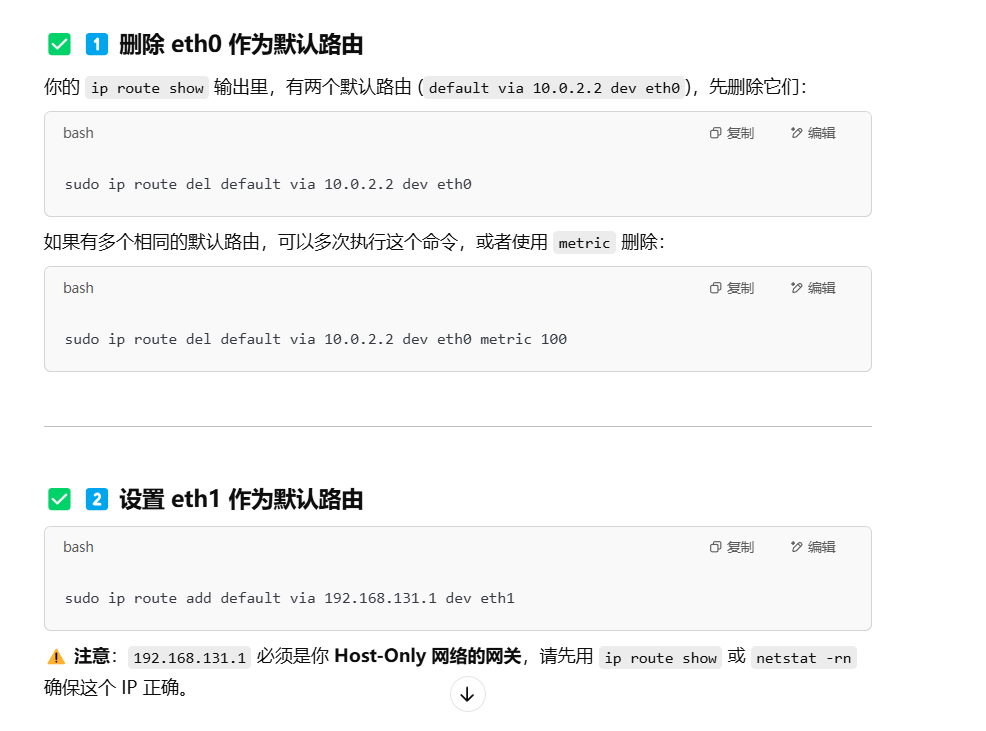 ✅ 1️⃣ 删除 eth0 作为默认路由
你的 ip route show 输出里，有两个默认路由 (default via 10.0.2.2 dev eth0)，先删除它们：
bash 复制 编辑
sudo ip route del default via 10.0.2.2 dev eth0
如果有多个相同的默认路由，可以多次执行这个命令，或者使用 metric 删除：
bash 复制 编辑
sudo ip route del default via 10.0.2.2 dev eth0 metric 100
✅ 2️⃣ 设置 eth1 作为默认路由
bash 复制 编辑
sudo ip route add default via 192.168.131.1 dev eth1
⚠️ 注意：192.168.131.1 必须是你 Host-Only 网络的网关，请先用 ip route show 或 netstat -rn
确保这个 IP 正确。